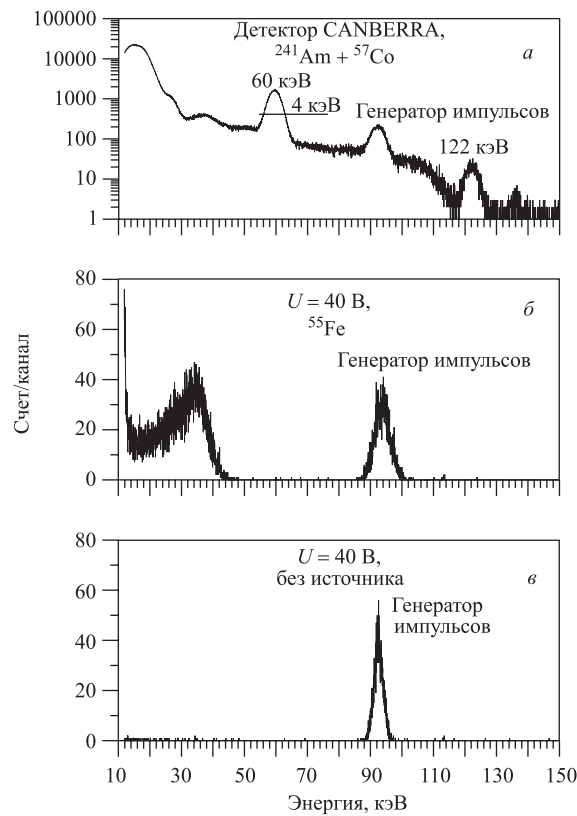 Счет/канал
100000
10000
1000
100
10
1
Детектор CANBERRA,
²⁴¹Am + ⁵⁷Co
а
60 кэВ
4 кэВ
Генератор импульсов
122 кэВ
80
60
40
20
0
U = 40 В,
⁵⁵Fe
б
Генератор импульсов
80
60
40
20
0
U = 40 В,
без источника
в
Генератор
импульсов
10 30 50 70 90 110 130 150
Энергия, кэВ